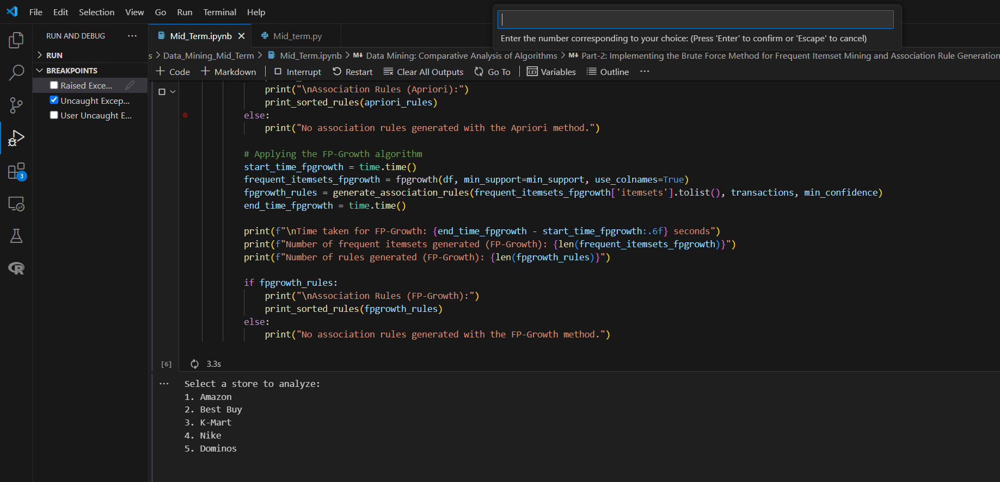 File Edit Selection View Go Run Terminal Help
Enter the number corresponding to your choice: (Press 'Enter' to confirm or 'Escape' to cancel)
RUN AND DEBUG ...
Mid_Term.ipynb
Mid_term.py
RUN
BREAKPOINTS
Raised Exce...
Uncaught Excep...
User Uncaught E...
3
s > Data_Mining_Mid_Term > Mid_Term.ipynb > M↓ Data Mining: Comparative Analysis of Algorithms > M↓ Part-2: Implementing the Brute Force Method for Frequent Itemset Mining and Association Rule Generation
+ Code + Markdown | Interrupt Restart Clear All Outputs Go To | Variables Outline ...
print("\nAssociation Rules (Apriori):")
print_sorted_rules(apriori_rules)
else:
print("No association rules generated with the Apriori method.")
# Applying the FP-Growth algorithm
start_time_fpgrowth = time.time()
frequent_itemsets_fpgrowth = fpgrowth(df, min_support=min_support, use_colnames=True)
fpgrowth_rules = generate_association_rules(frequent_itemsets_fpgrowth['itemsets'].tolist(), transactions, min_confidence)
end_time_fpgrowth = time.time()
print(f"\nTime taken for FP-Growth: {end_time_fpgrowth - start_time_fpgrowth:.6f} seconds")
print(f"Number of frequent itemsets generated (FP-Growth): {len(frequent_itemsets_fpgrowth)}")
print(f"Number of rules generated (FP-Growth): {len(fpgrowth_rules)}")
if fpgrowth_rules:
print("\nAssociation Rules (FP-Growth):")
print_sorted_rules(fpgrowth_rules)
else:
print("No association rules generated with the FP-Growth method.")
[6] 3.3s
... Select a store to analyze:
1. Amazon
2. Best Buy
3. K-Mart
4. Nike
5. Dominos